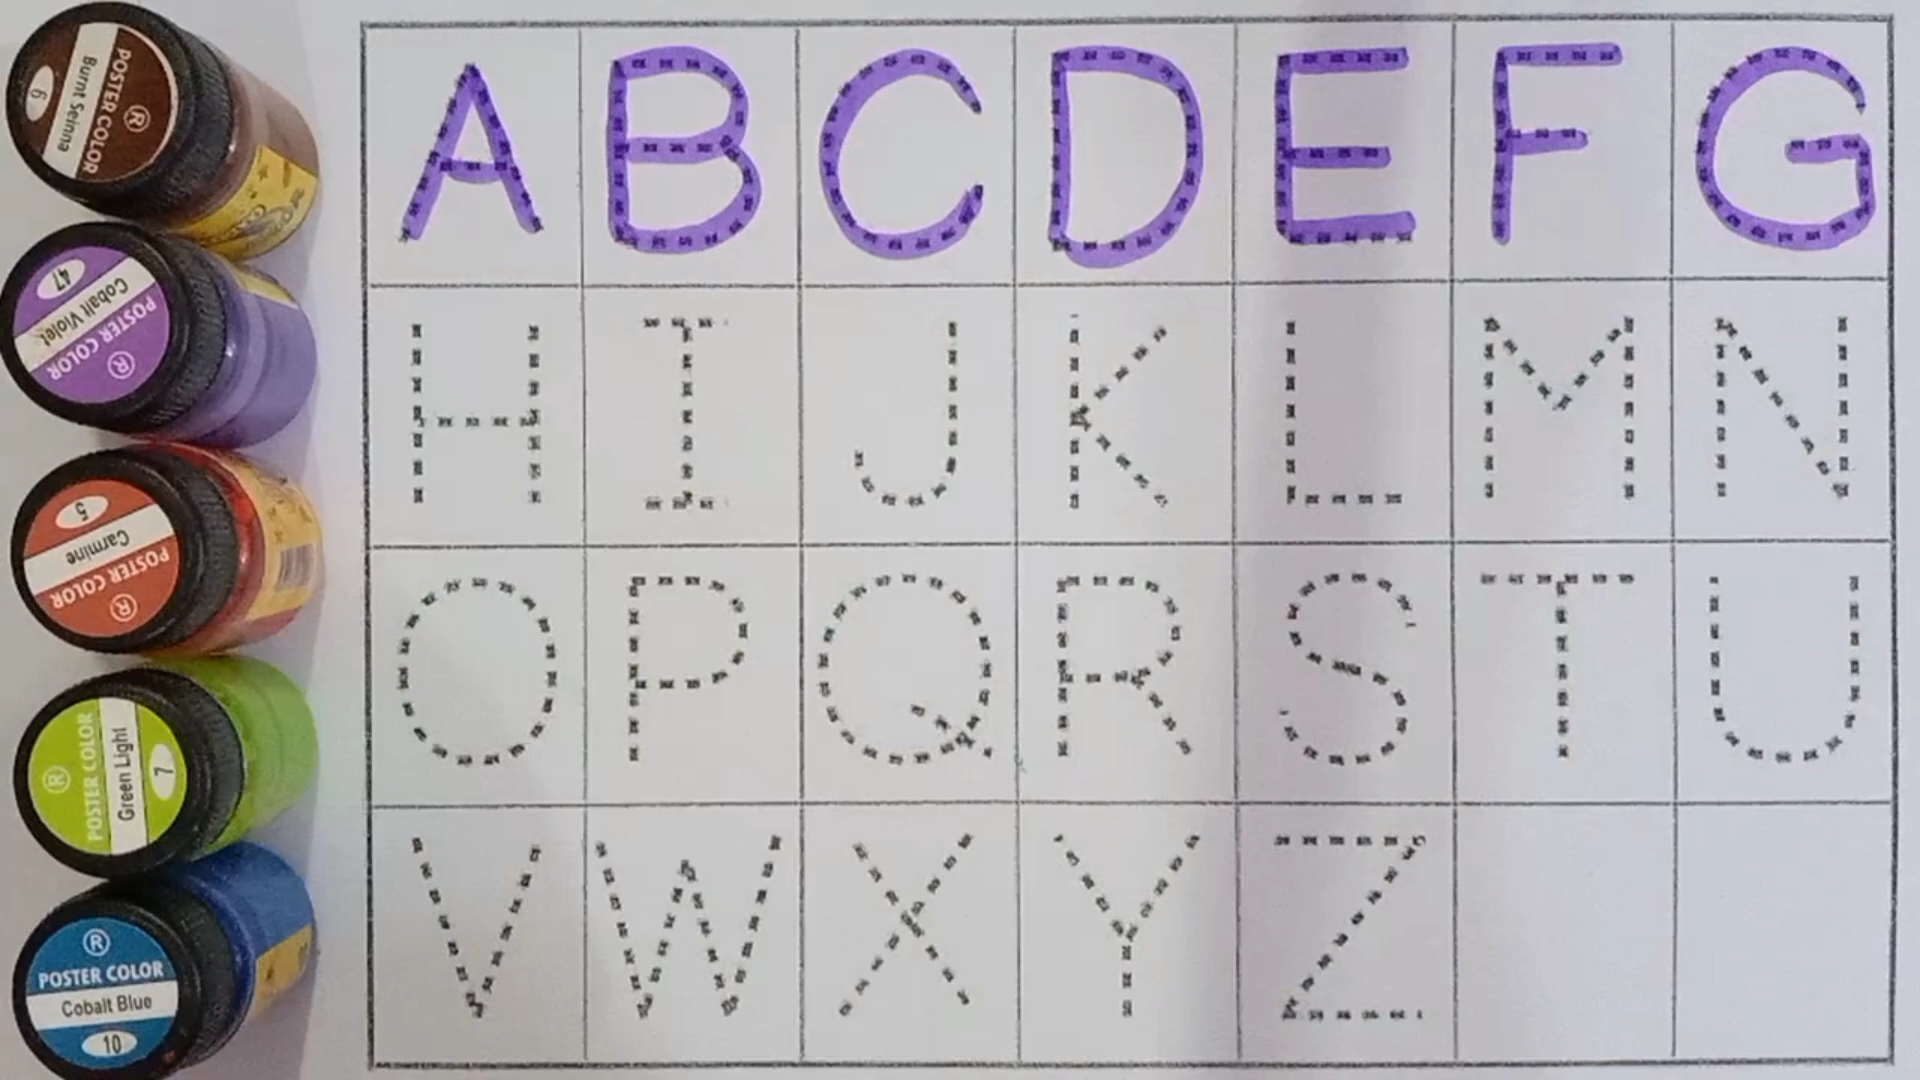 POSTER COLOR
Burnt Seinna
6
POSTER COLOR
Cobalt Violet
47
POSTER COLOR
Carmine
5
POSTER COLOR
Green Light
7
POSTER COLOR
Cobalt Blue
10
A B C D E F G
H I J K L M N
O P Q R S T U
V W X Y Z